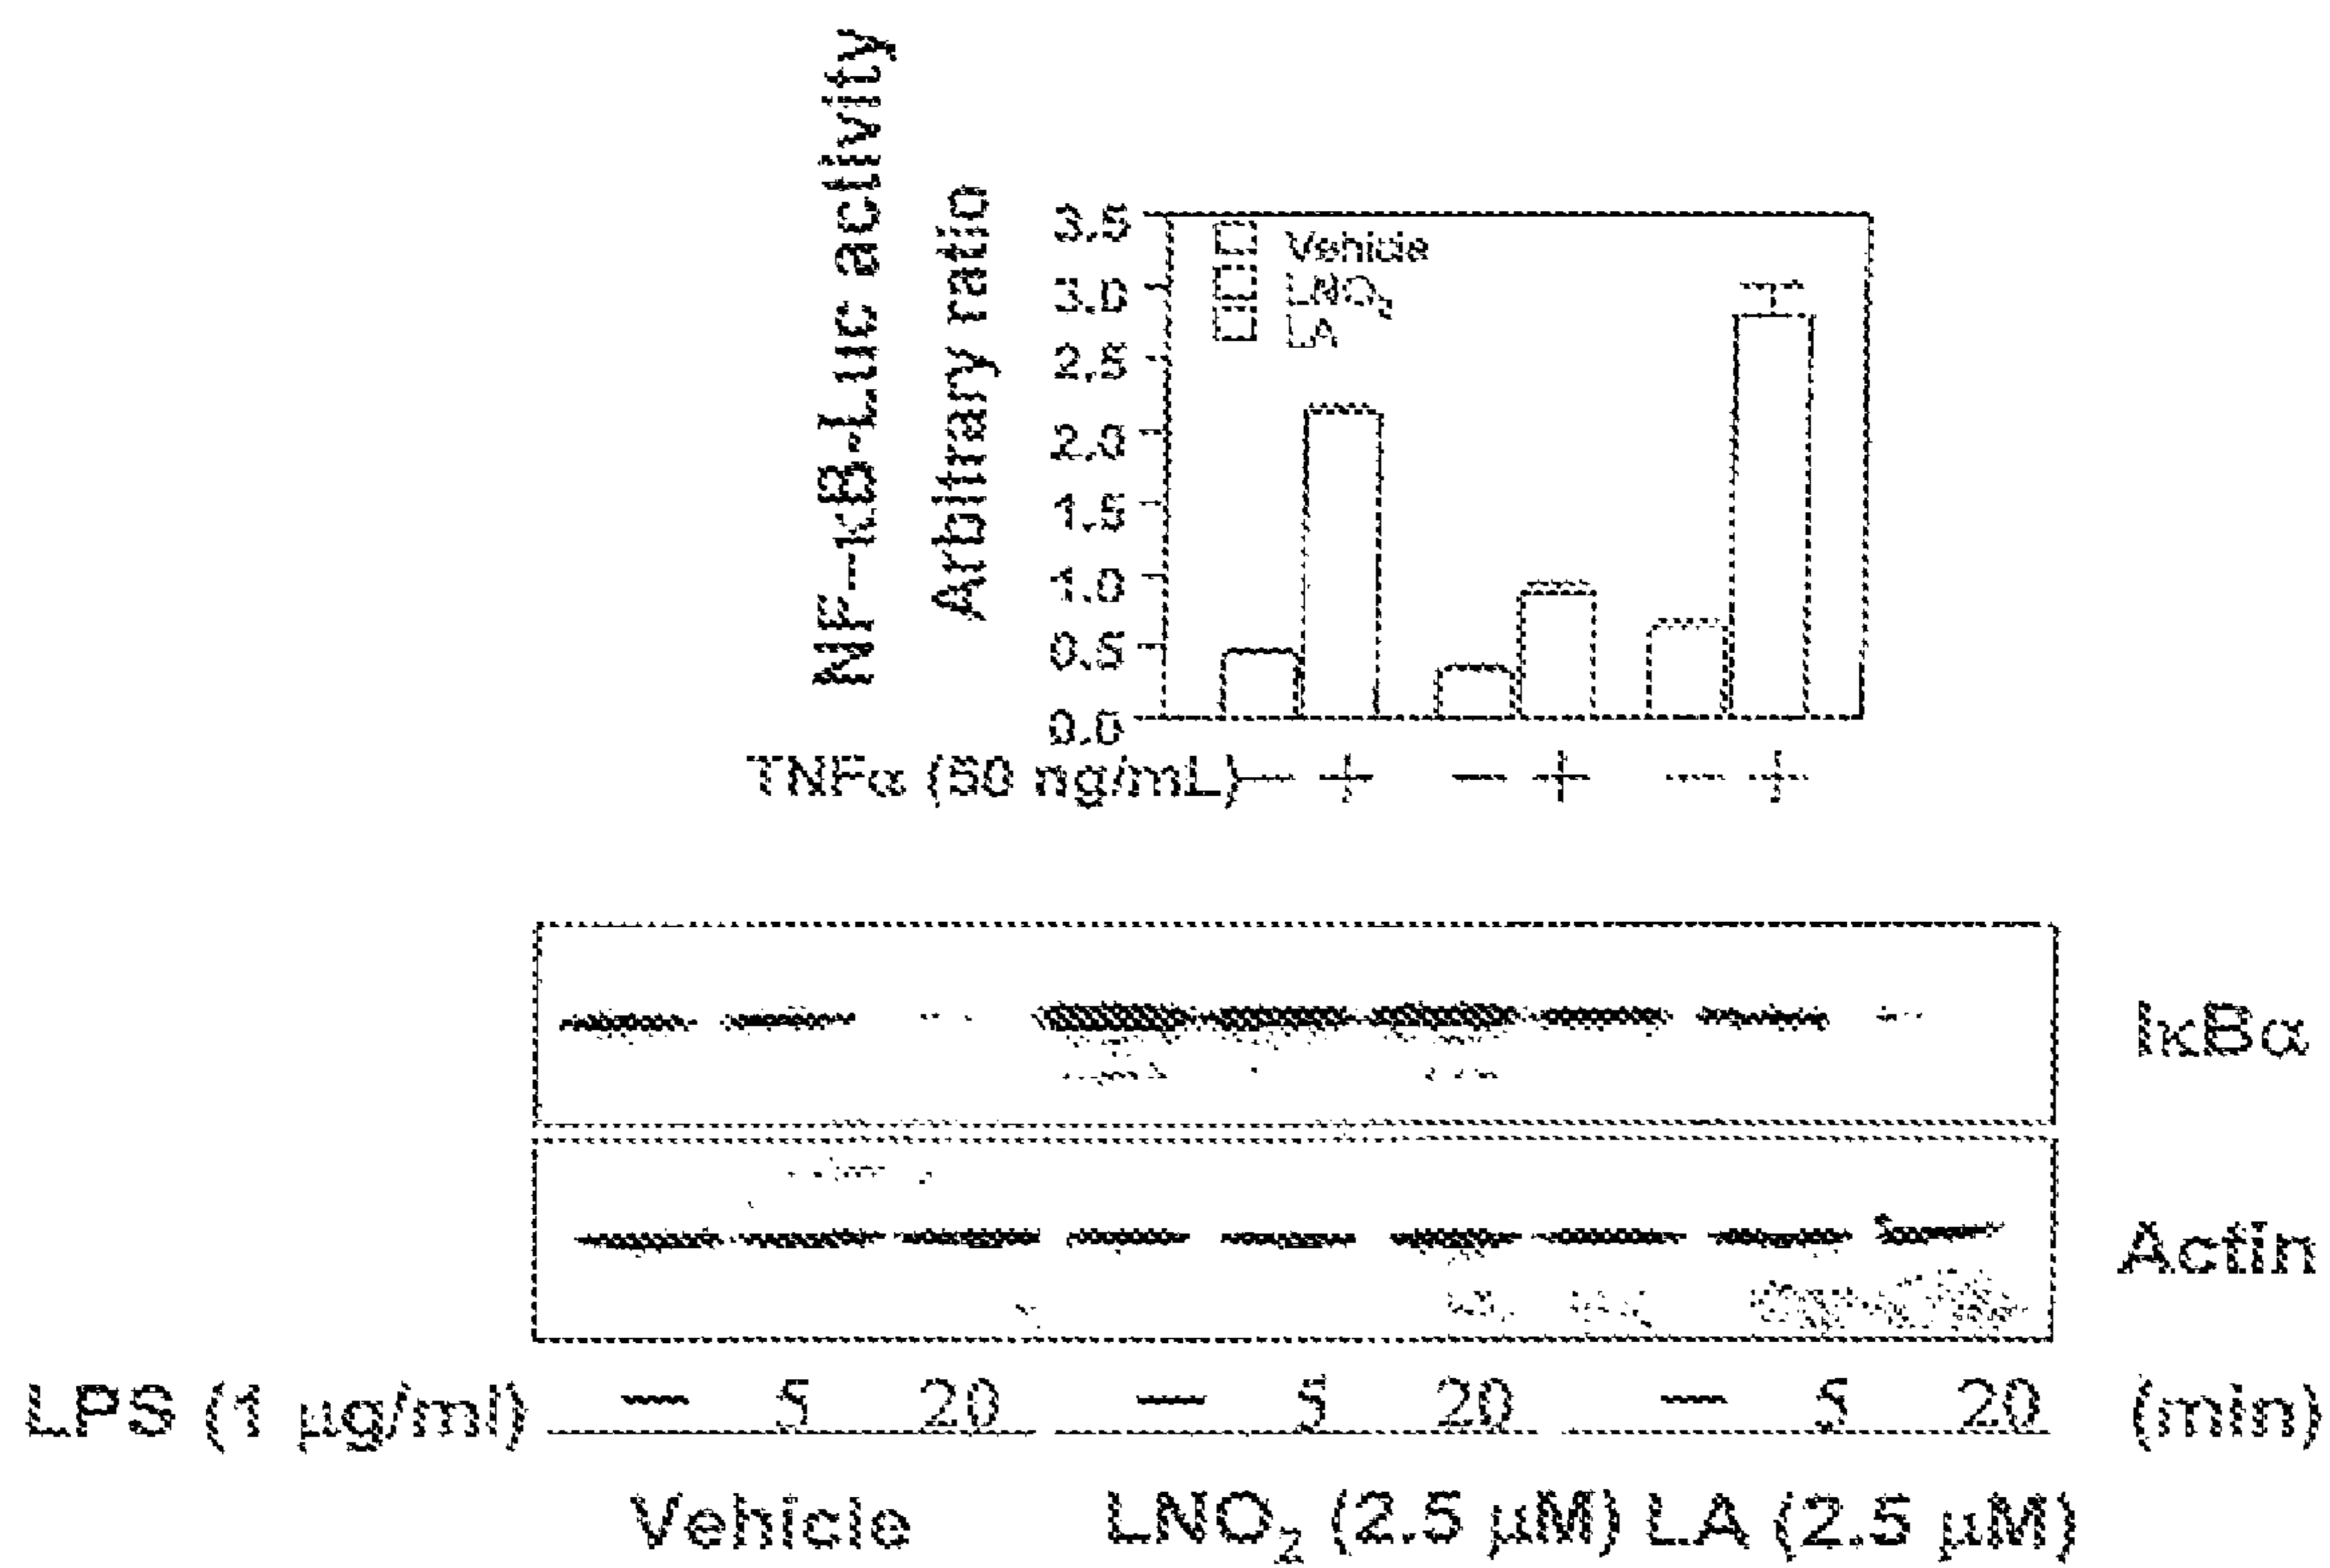 NF-κB-Luc activity
Arbitrary ratio
3.5
3.0
2.5
2.0
1.5
1.0
0.5
0.0
Vehicle
LNO₂
LA
TNFα (50 ng/mL) — + — + — +
IκBα
Actin
LPS (1 µg/ml) — 5 20 — 5 20 — 5 20 (min)
Vehicle LNO₂ (2.5 µM) LA (2.5 µM)